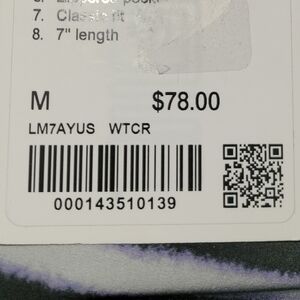 7. Classic fit
8. 7" length
M $78.00
LM7AYUS WTCR
000143510139